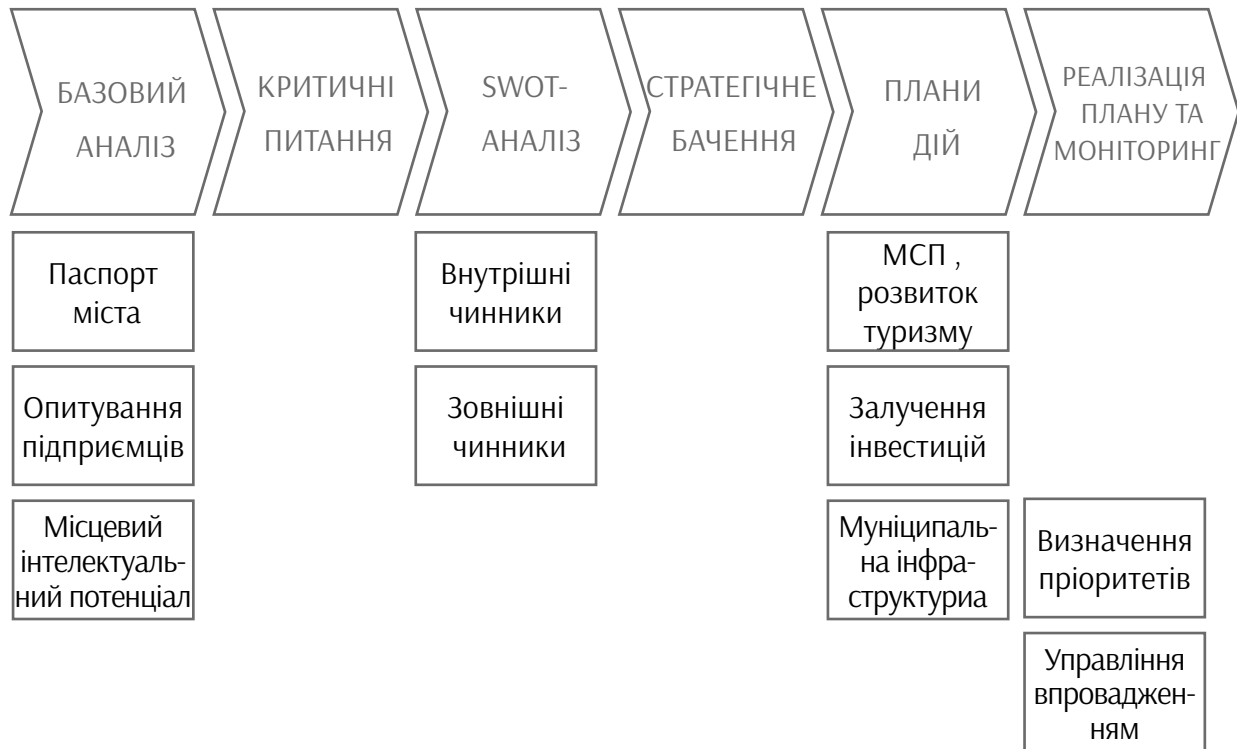 БАЗОВИЙ
АНАЛІЗ
КРИТИЧНІ
ПИТАННЯ
SWOT-
АНАЛІЗ
СТРАТЕГІЧНЕ
БАЧЕННЯ
ПЛАНИ
ДІЙ
РЕАЛІЗАЦІЯ
ПЛАНУ ТА
МОНІТОРИНГ
Паспорт
міста
Опитування
підприємців
Місцевий
інтелектуаль-
ний потенціал
Внутрішні
чинники
Зовнішні
чинники
МСП ,
розвиток
туризму
Залучення
інвестицій
Муніципаль-
на інфра-
структуриа
Визначення
пріоритетів
Управління
впроваджен-
ням